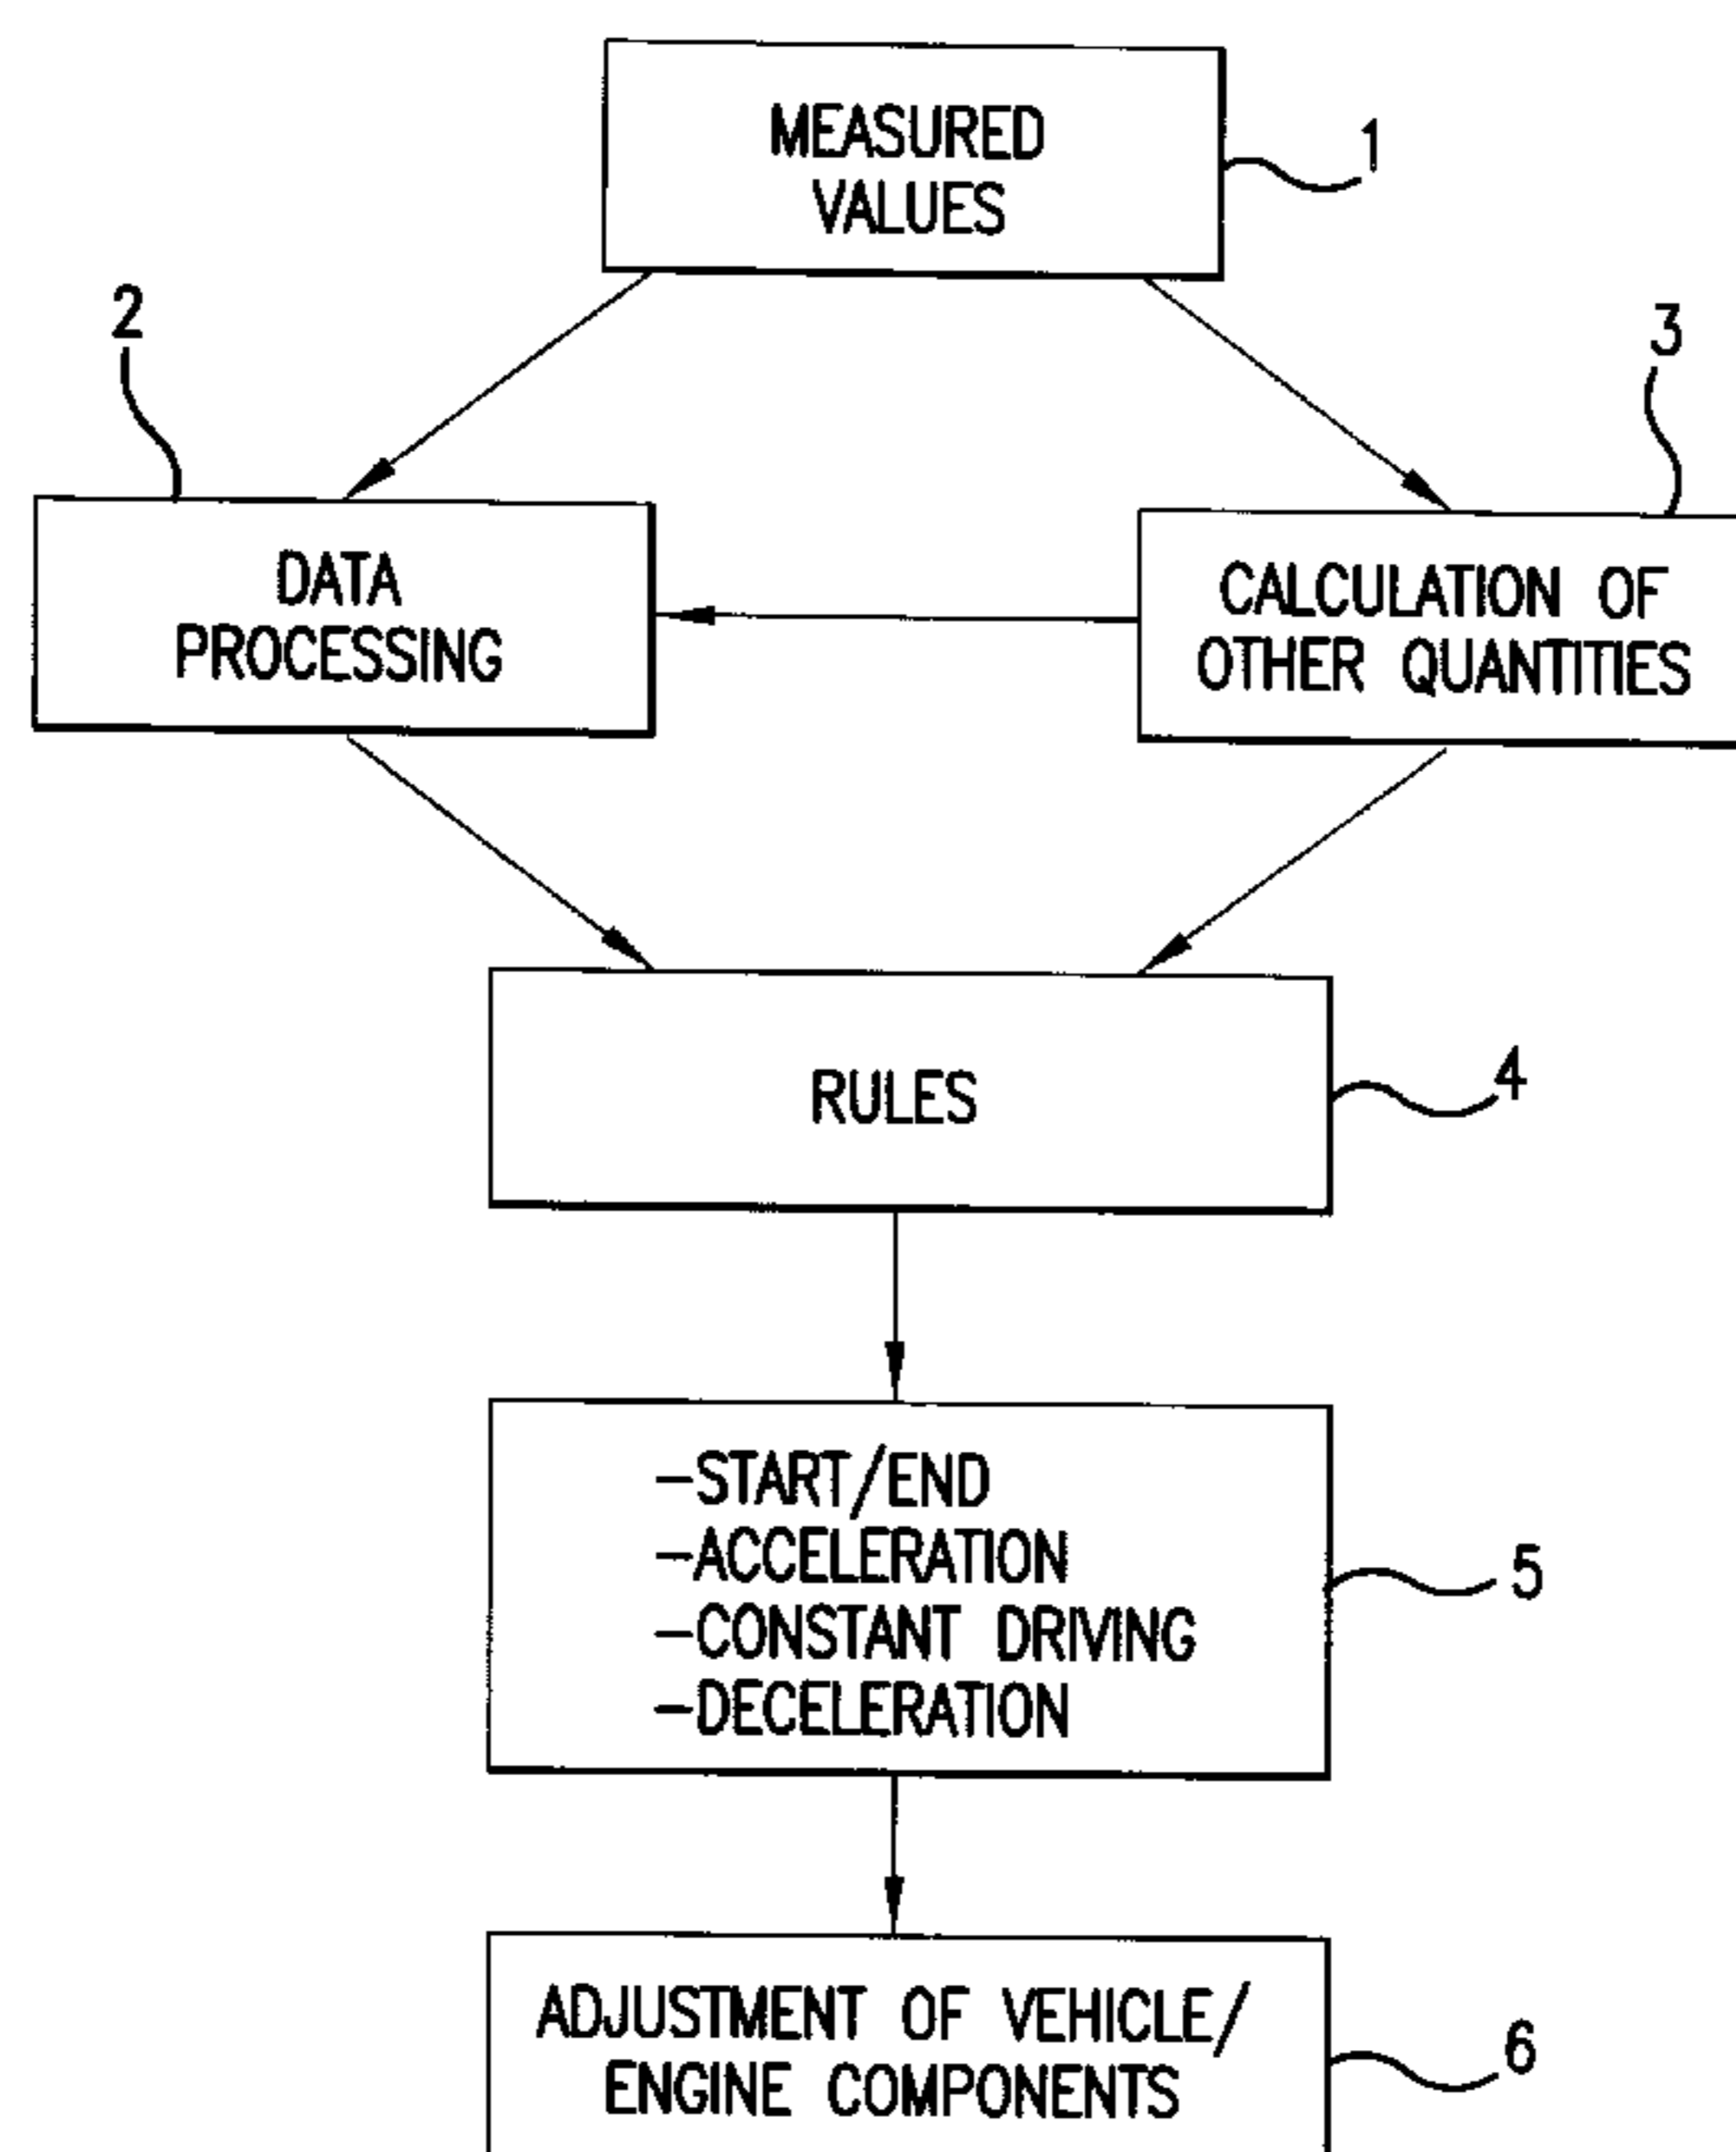 MEASURED
VALUES
1
2
3
DATA
PROCESSING
CALCULATION OF
OTHER QUANTITIES
RULES
4
-START/END
-ACCELERATION
-CONSTANT DRIVING
-DECELERATION
5
ADJUSTMENT OF VEHICLE/
ENGINE COMPONENTS
6